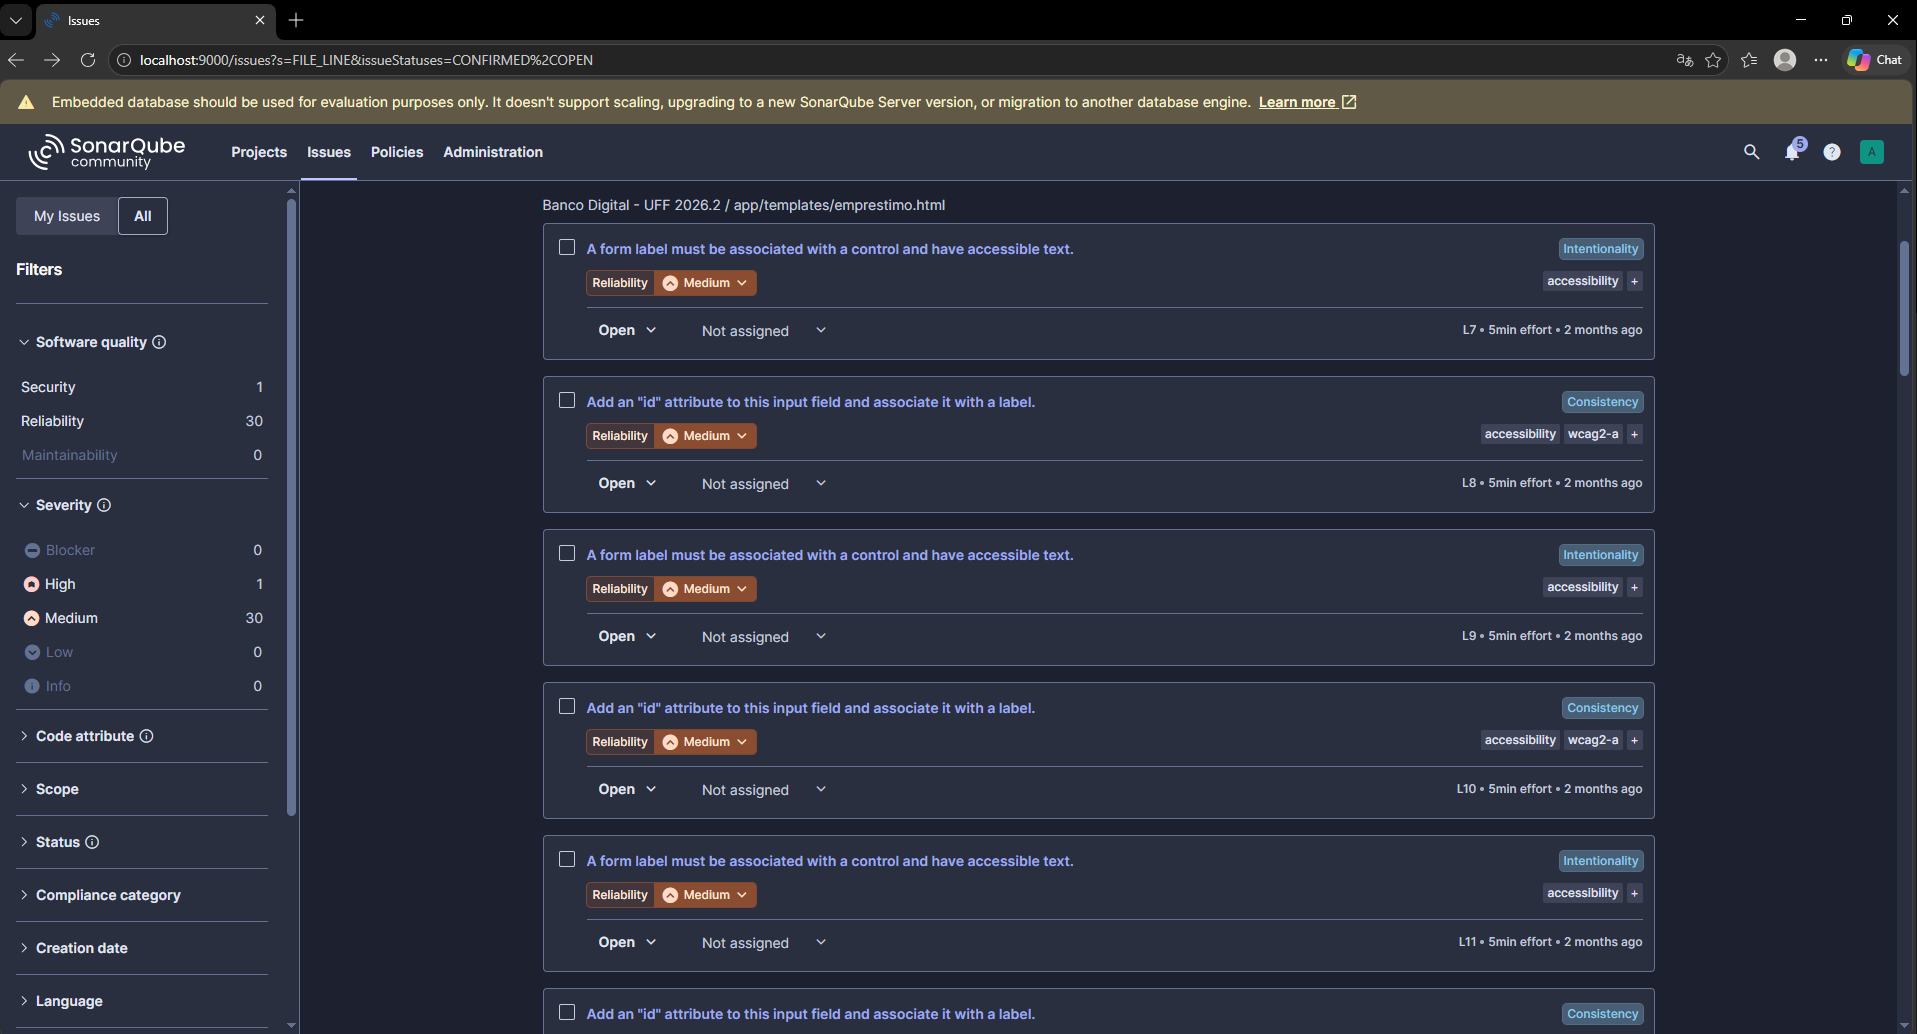 Issues
localhost:9000/issues?s=FILE_LINE&issueStatuses=CONFIRMED%2COPEN
Chat
Embedded database should be used for evaluation purposes only. It doesn't support scaling, upgrading to a new SonarQube Server version, or migration to another database engine. Learn more
SonarQube community
Projects Issues Policies Administration
5
?
A
My Issues All
Filters
Software quality
Security 1
Reliability 30
Maintainability 0
Severity
Blocker 0
High 1
Medium 30
Low 0
Info 0
Code attribute
Scope
Status
Compliance category
Creation date
Language
Banco Digital - UFF 2026.2 / app/templates/emprestimo.html
A form label must be associated with a control and have accessible text. Intentionality
Reliability Medium accessibility +
Open Not assigned L7 • 5min effort • 2 months ago
Add an "id" attribute to this input field and associate it with a label. Consistency
Reliability Medium accessibility wcag2-a +
Open Not assigned L8 • 5min effort • 2 months ago
A form label must be associated with a control and have accessible text. Intentionality
Reliability Medium accessibility +
Open Not assigned L9 • 5min effort • 2 months ago
Add an "id" attribute to this input field and associate it with a label. Consistency
Reliability Medium accessibility wcag2-a +
Open Not assigned L10 • 5min effort • 2 months ago
A form label must be associated with a control and have accessible text. Intentionality
Reliability Medium accessibility +
Open Not assigned L11 • 5min effort • 2 months ago
Add an "id" attribute to this input field and associate it with a label. Consistency